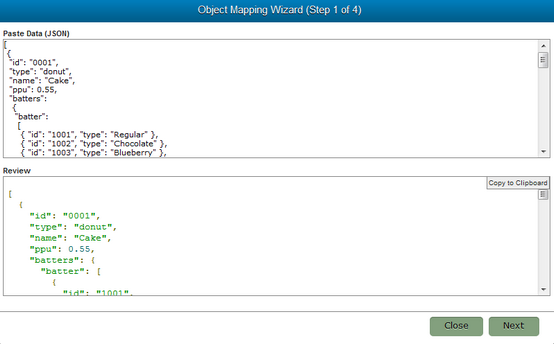 Object Mapping Wizard (Step 1 of 4)
Paste Data (JSON)
[
{
"id": "0001",
"type": "donut",
"name": "Cake",
"ppu": 0.55,
"batters":
{
"batter":
[
{ "id": "1001", "type": "Regular" },
{ "id": "1002", "type": "Chocolate" },
{ "id": "1003", "type": "Blueberry" },
Review
Copy to Clipboard
[
{
"id": "0001",
"type": "donut",
"name": "Cake",
"ppu": 0.55,
"batters": {
"batter": [
{
"id": "1001",
Close Next